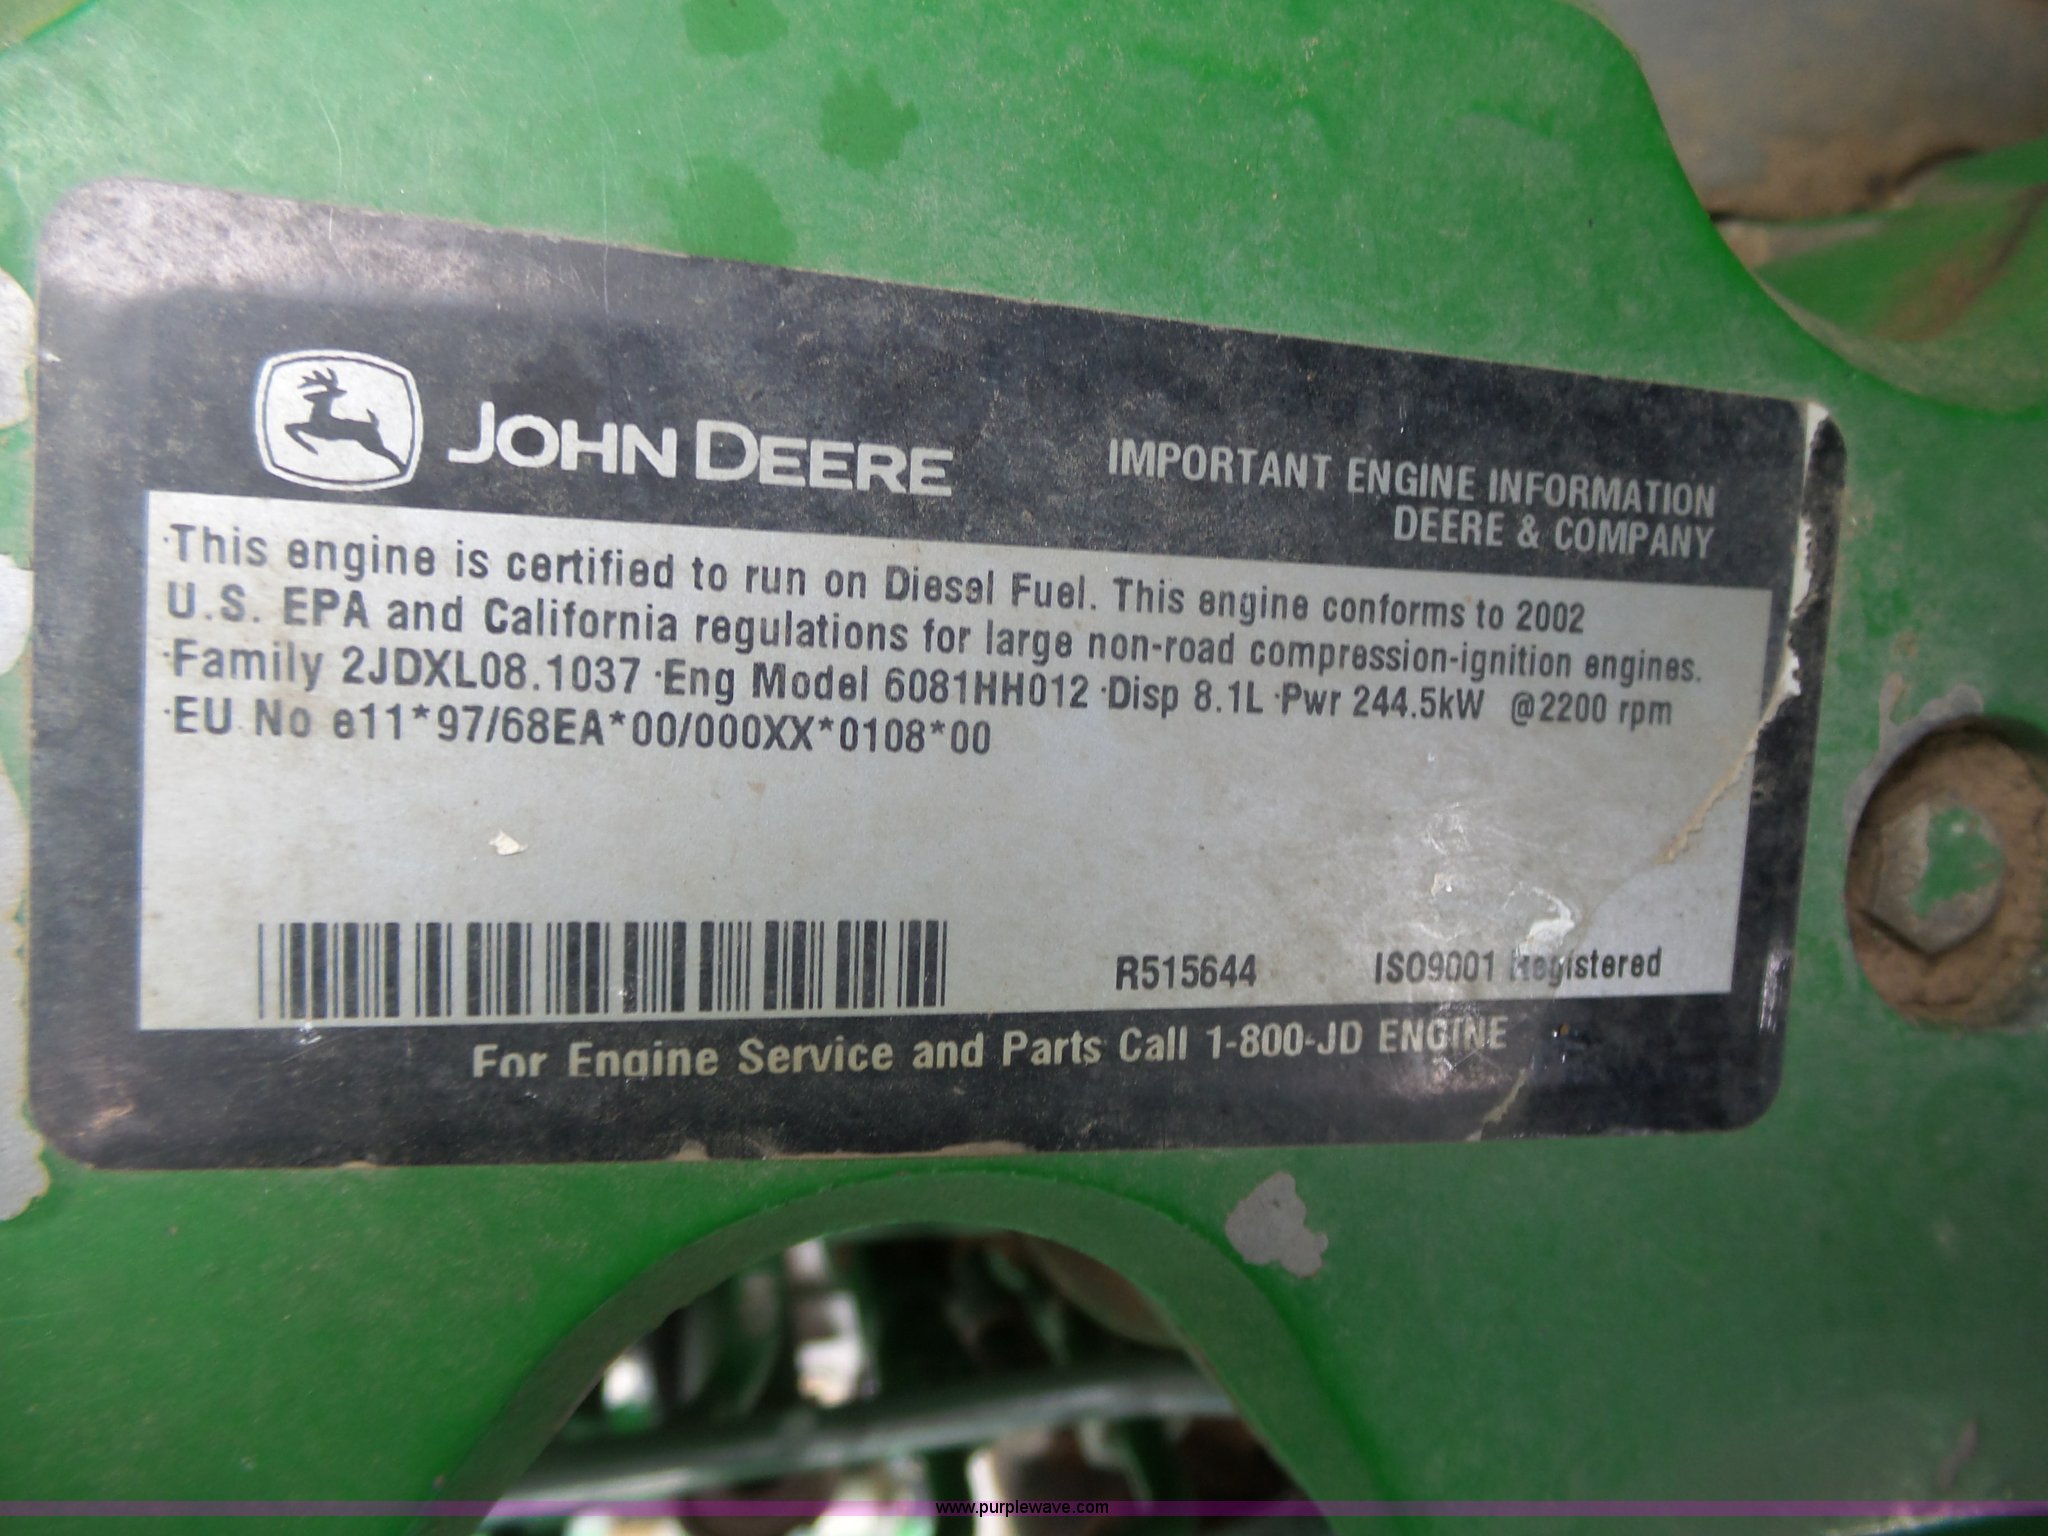 JOHN DEERE
IMPORTANT ENGINE INFORMATION
DEERE & COMPANY
·This engine is certified to run on Diesel Fuel. This engine conforms to 2002
U.S. EPA and California regulations for large non-road compression-ignition engines.
·Family 2JDXL08.1037 ·Eng Model 6081HH012 ·Disp 8.1L ·Pwr 244.5kW @2200 rpm
·EU No e11*97/68EA*00/000XX*0108*00
R515644 ISO9001 Registered
For Engine Service and Parts Call 1-800-JD ENGINE
www.purplewave.com